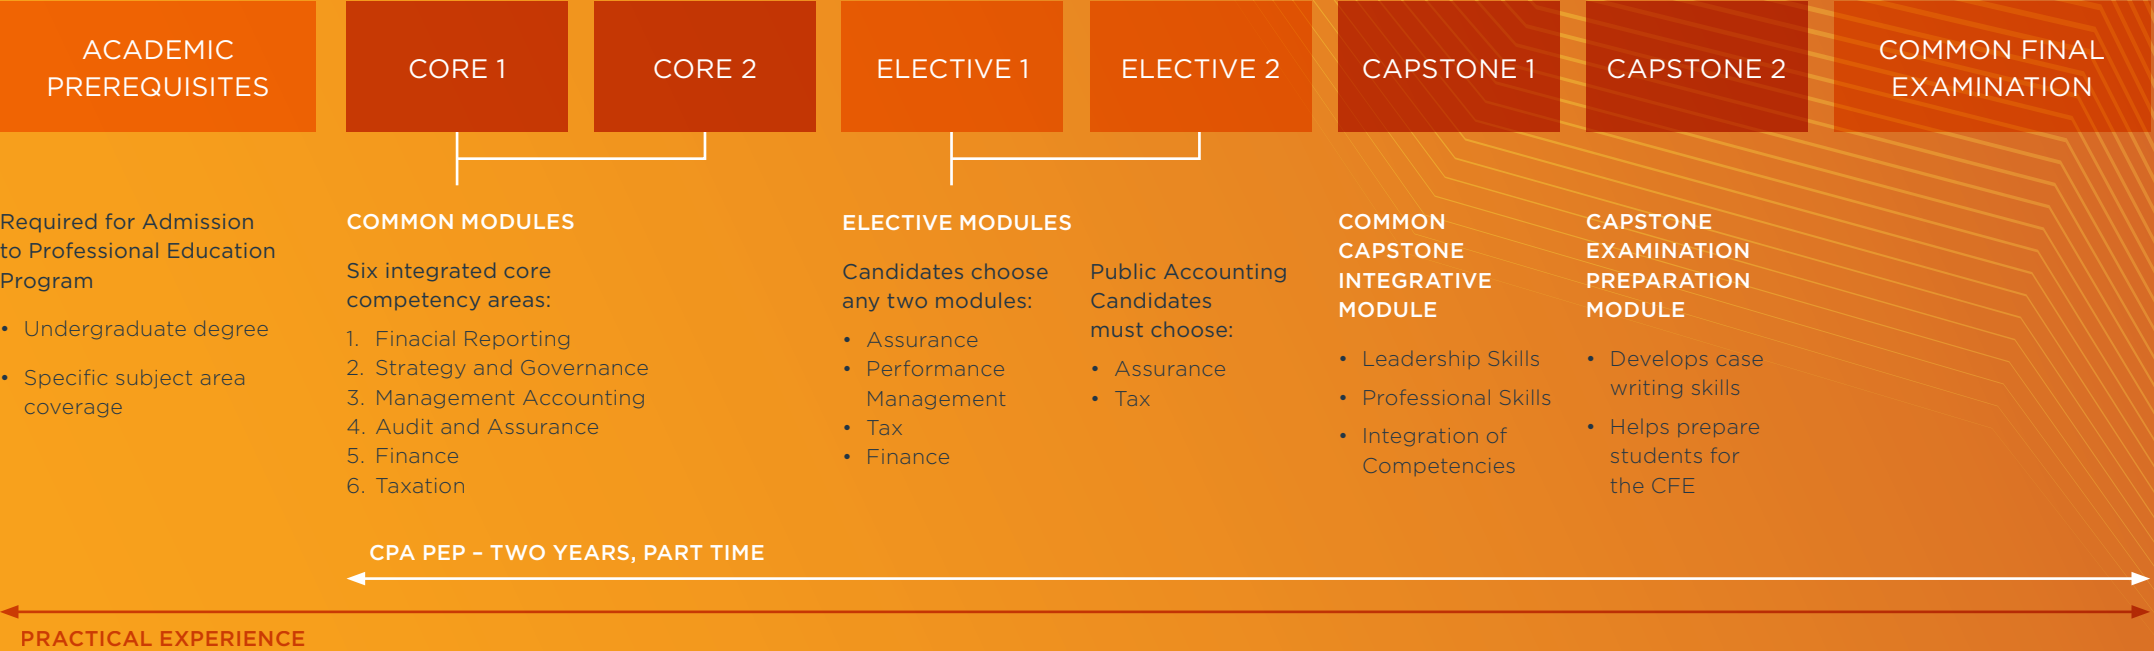 ACADEMIC
PREREQUISITES
CORE 1
CORE 2
ELECTIVE 1
ELECTIVE 2
CAPSTONE 1
CAPSTONE 2
COMMON FINAL
EXAMINATION
Required for Admission
to Professional Education
Program
• Undergraduate degree
• Specific subject area
coverage
COMMON MODULES
Six integrated core
competency areas:
1. Finacial Reporting
2. Strategy and Governance
3. Management Accounting
4. Audit and Assurance
5. Finance
6. Taxation
ELECTIVE MODULES
Candidates choose
any two modules:
• Assurance
• Performance
Management
• Tax
• Finance
Public Accounting
Candidates
must choose:
• Assurance
• Tax
COMMON
CAPSTONE
INTEGRATIVE
MODULE
• Leadership Skills
• Professional Skills
• Integration of
Competencies
CAPSTONE
EXAMINATION
PREPARATION
MODULE
• Develops case
writing skills
• Helps prepare
students for
the CFE
CPA PEP – TWO YEARS, PART TIME
PRACTICAL EXPERIENCE